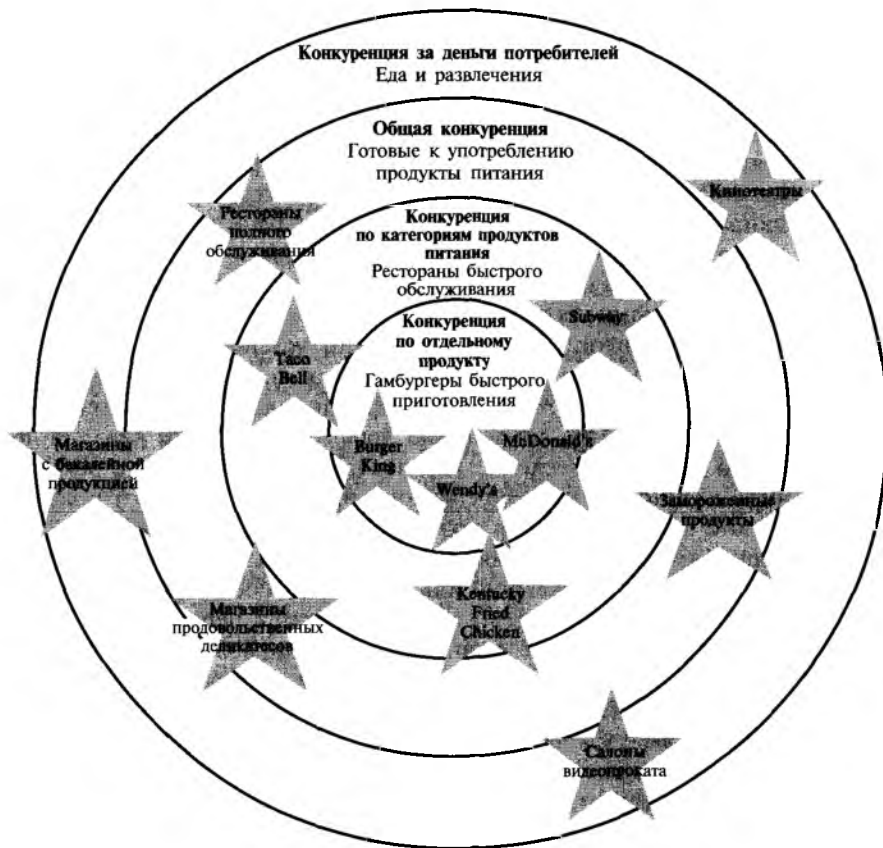 Конкуренция за деньги потребителей
Еда и развлечения
Общая конкуренция
Готовые к употреблению
продукты питания
Кинотеатры
Рестораны
полного
обслуживания
Конкуренция
по категориям продуктов
питания
Рестораны быстрого
обслуживания
Subway
Конкуренция
по отдельному
продукту
Гамбургеры быстрого
приготовления
Taco
Bell
Магазины
с бакалейной
продукцией
Burger
King
McDonald's
Wendy's
Замороженные
продукты
Магазины
продовольственных
деликатесов
Kentucky
Fried
Chicken
Салоны
видеопроката